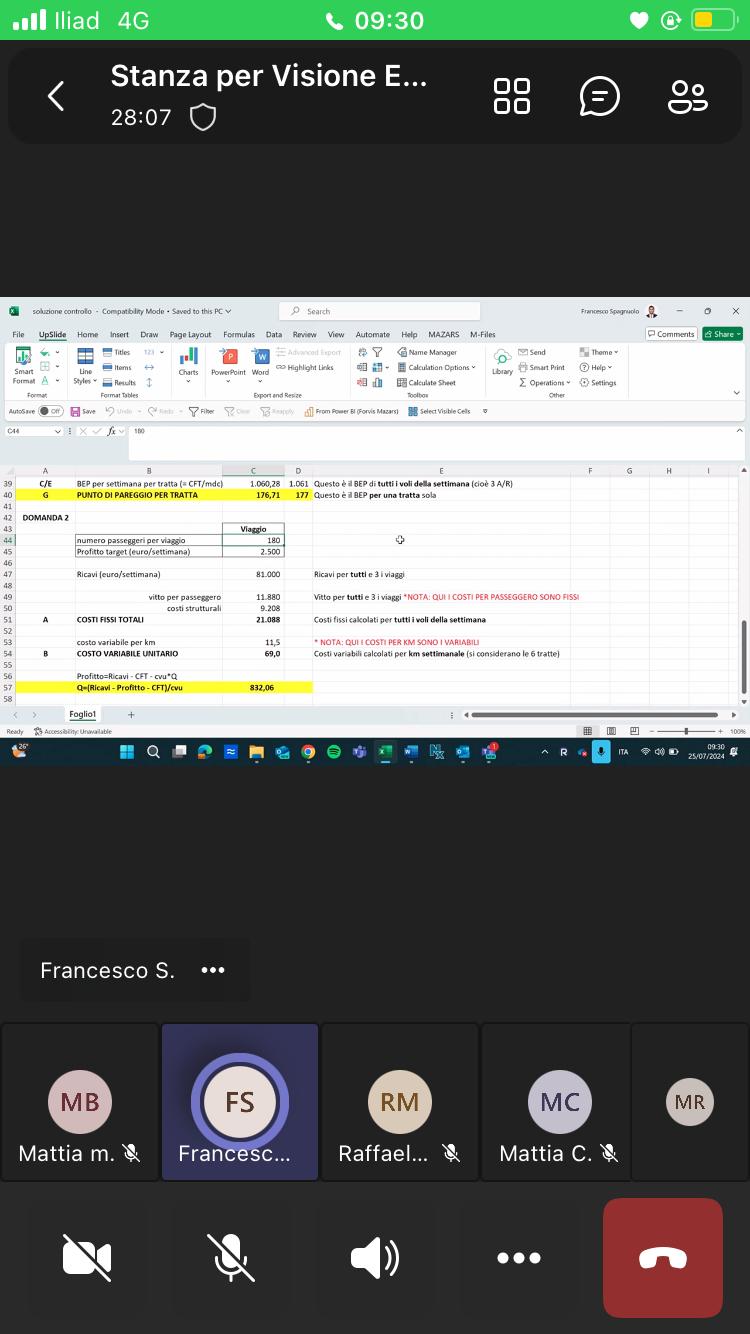 Iliad 4G 09:30
Stanza per Visione E...
28:07
soluzione controllo - Compatibility Mode • Saved to this PC Search Francesco Spagnuolo
File UpSlide Home Insert Draw Page Layout Formulas Data Review View Automate Help MAZARS M-Files Comments Share
Smart Format Line Styles Titles Items Results 123 Charts PowerPoint Word Advanced Export Highlight Links Name Manager Calculation Options Calculate Sheet Library Send Smart Print Operations Theme Help Settings
Format Format Tables Export and Resize Toolbox Other
AutoSave Off Save Undo Redo Filter Clear Reapply From Power BI (Forvis Mazars) Select Visible Cells
C44 fx 180
A B C D E F G H I
39 C/E BEP per settimana per tratta (= CFT/mdc) 1.060,28 1.061 Questo è il BEP di tutti i voli della settimana (cioè 3 A/R)
40 G PUNTO DI PAREGGIO PER TRATTA 176,71 177 Questo è il BEP per una tratta sola
41
42 DOMANDA 2
43 Viaggio
44 numero passeggeri per viaggio 180
45 Profitto target (euro/settimana) 2.500
46
47 Ricavi (euro/settimana) 81.000 Ricavi per tutti e 3 i viaggi
48
49 vitto per passeggero 11.880 Vitto per tutti e 3 i viaggi *NOTA: QUI I COSTI PER PASSEGGERO SONO FISSI
50 costi strutturali 9.208
51 A COSTI FISSI TOTALI 21.088 Costi fissi calcolati per tutti i voli della settimana
52
53 costo variabile per km 11,5 * NOTA: QUI I COSTI PER KM SONO I VARIABILI
54 B COSTO VARIABILE UNITARIO 69,0 Costi variabili calcolati per km settimanale (si considerano le 6 tratte)
55
56 Profitto=Ricavi - CFT - cvu*Q
57 Q=(Ricavi - Profitto - CFT)/cvu 832,06
58
Foglio1 +
Ready Accessibility: Unavailable 100%
26° ITA 09:30
25/07/2024
Francesco S. •••
MB FS RM MC MR
Mattia m. Francesc... Raffael... Mattia C.